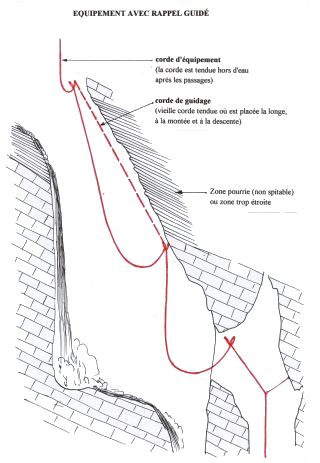 EQUIPEMENT AVEC RAPPEL GUIDÉ
corde d'équipement
(la corde est tendue hors d'eau
après les passages)
corde de guidage
(vieille corde tendue où est placée la longe,
à la montée et á la descente)
Zone pourrie (non spitable)
ou zone trop étroite